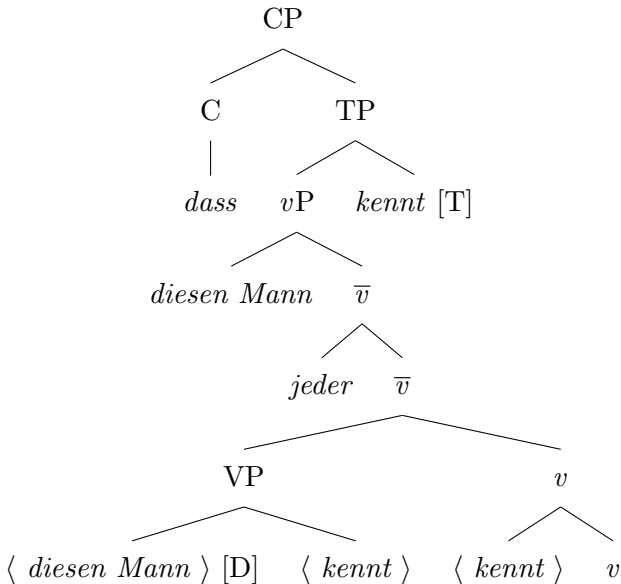 CP
C TP
dass vP kennt [T]
diesen Mann v̅
jeder v̅
VP v
⟨ diesen Mann ⟩ [D] ⟨ kennt ⟩ ⟨ kennt ⟩ v